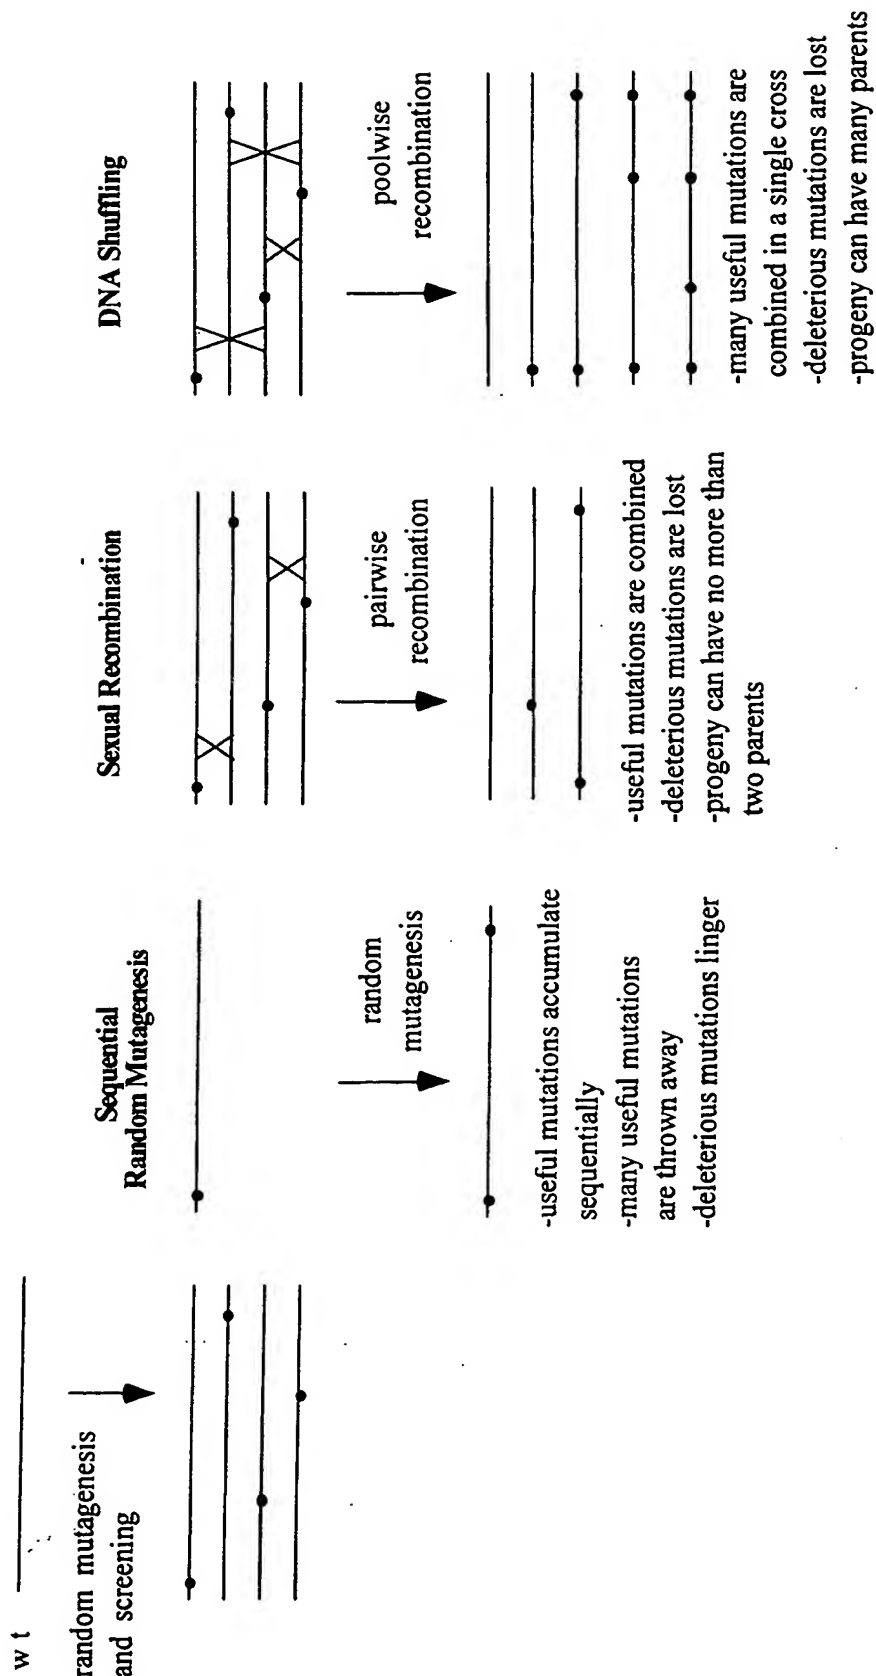 w t
random mutagenesis
and screening
Sequential
Random Mutagenesis
random
mutagenesis
-useful mutations accumulate
sequentially
-many useful mutations
are thrown away
-deleterious mutations linger
Sexual Recombination
pairwise
recombination
-useful mutations are combined
-deleterious mutations are lost
-progeny can have no more than
two parents
DNA Shuffling
poolwise
recombination
-many useful mutations are
combined in a single cross
-deleterious mutations are lost
-progeny can have many parents